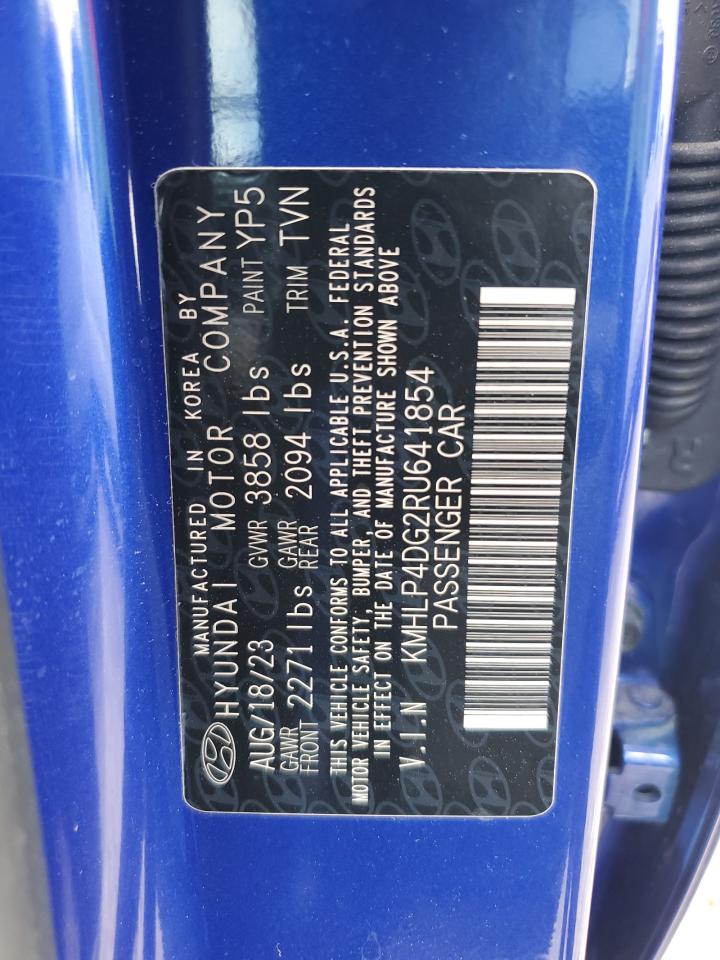 MANUFACTURED IN KOREA BY
HYUNDAI MOTOR COMPANY
AUG/18/23 GVWR 3858 lbs PAINT YP5
GAWR FRONT 2271 lbs GAWR REAR 2094 lbs TRIM TVN
THIS VEHICLE CONFORMS TO ALL APPLICABLE U.S.A. FEDERAL
MOTOR VEHICLE SAFETY, BUMPER, AND THEFT PREVENTION STANDARDS
IN EFFECT ON THE DATE OF MANUFACTURE SHOWN ABOVE
V.I.N KMHLP4DG2RU641854
PASSENGER CAR